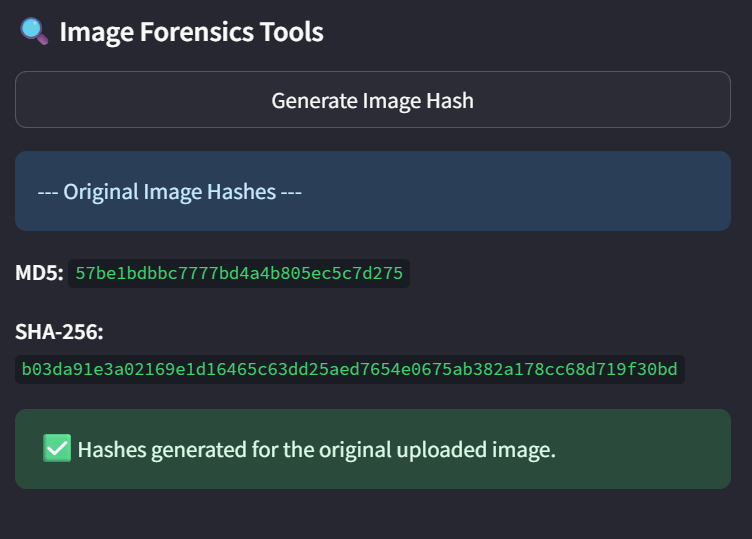 🔍 Image Forensics Tools
Generate Image Hash
--- Original Image Hashes ---
MD5: 57be1bdbbc7777bd4a4b805ec5c7d275
SHA-256:
b03da91e3a02169e1d16465c63dd25aed7654e0675ab382a178cc68d719f30bd
✅ Hashes generated for the original uploaded image.